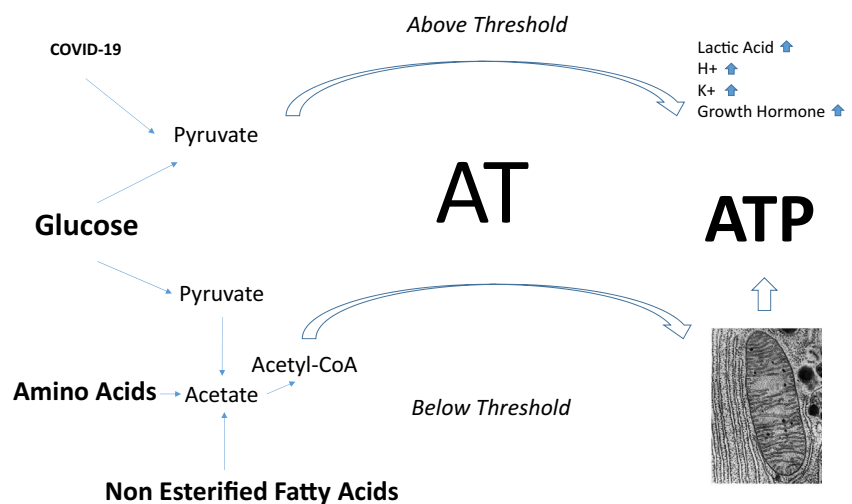 Above Threshold
COVID-19
Lactic Acid
H+
K+
Growth Hormone
Pyruvate
AT
Glucose
ATP
Pyruvate
Acetyl-CoA
Amino Acids
Acetate
Below Threshold
Non Esterified Fatty Acids